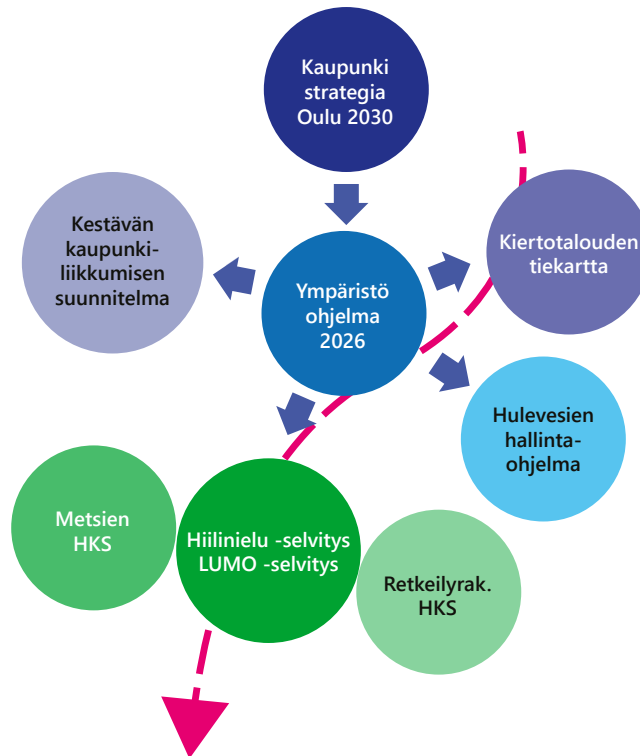 Kaupunki
strategia
Oulu 2030
Kestävän
kaupunki-
liikkumisen
suunnitelma
Kiertotalouden
tiekartta
Ympäristö
ohjelma
2026
Hulevesien
hallinta-
ohjelma
Metsien
HKS
Hiilinielu -selvitys
LUMO -selvitys
Retkeilyrak.
HKS